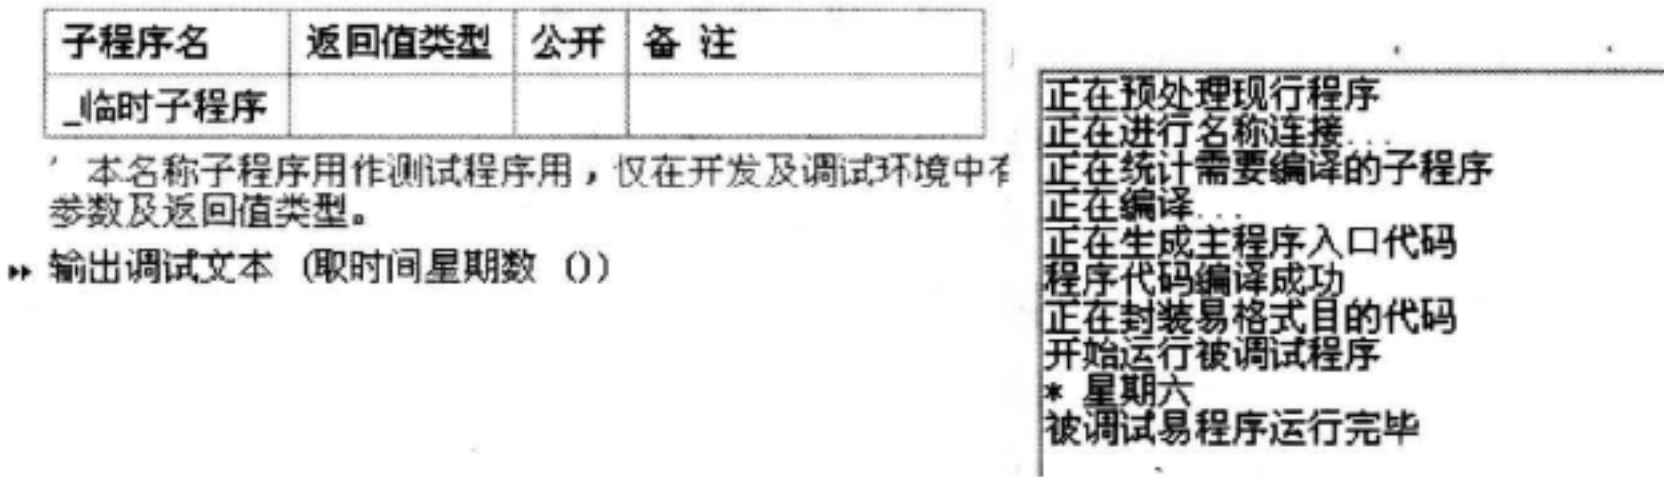 子程序名 返回值类型 公开 备 注
_临时子程序
' 本名称子程序用作测试程序用，仅在开发及调试环境中有
参数及返回值类型。
输出调试文本 (取时间星期数 ())
正在预处理现行程序
正在进行名称连接...
正在统计需要编译的子程序
正在编译...
正在生成主程序入口代码
程序代码编译成功
正在封装易格式目的代码
开始运行被调试程序
* 星期六
被调试易程序运行完毕